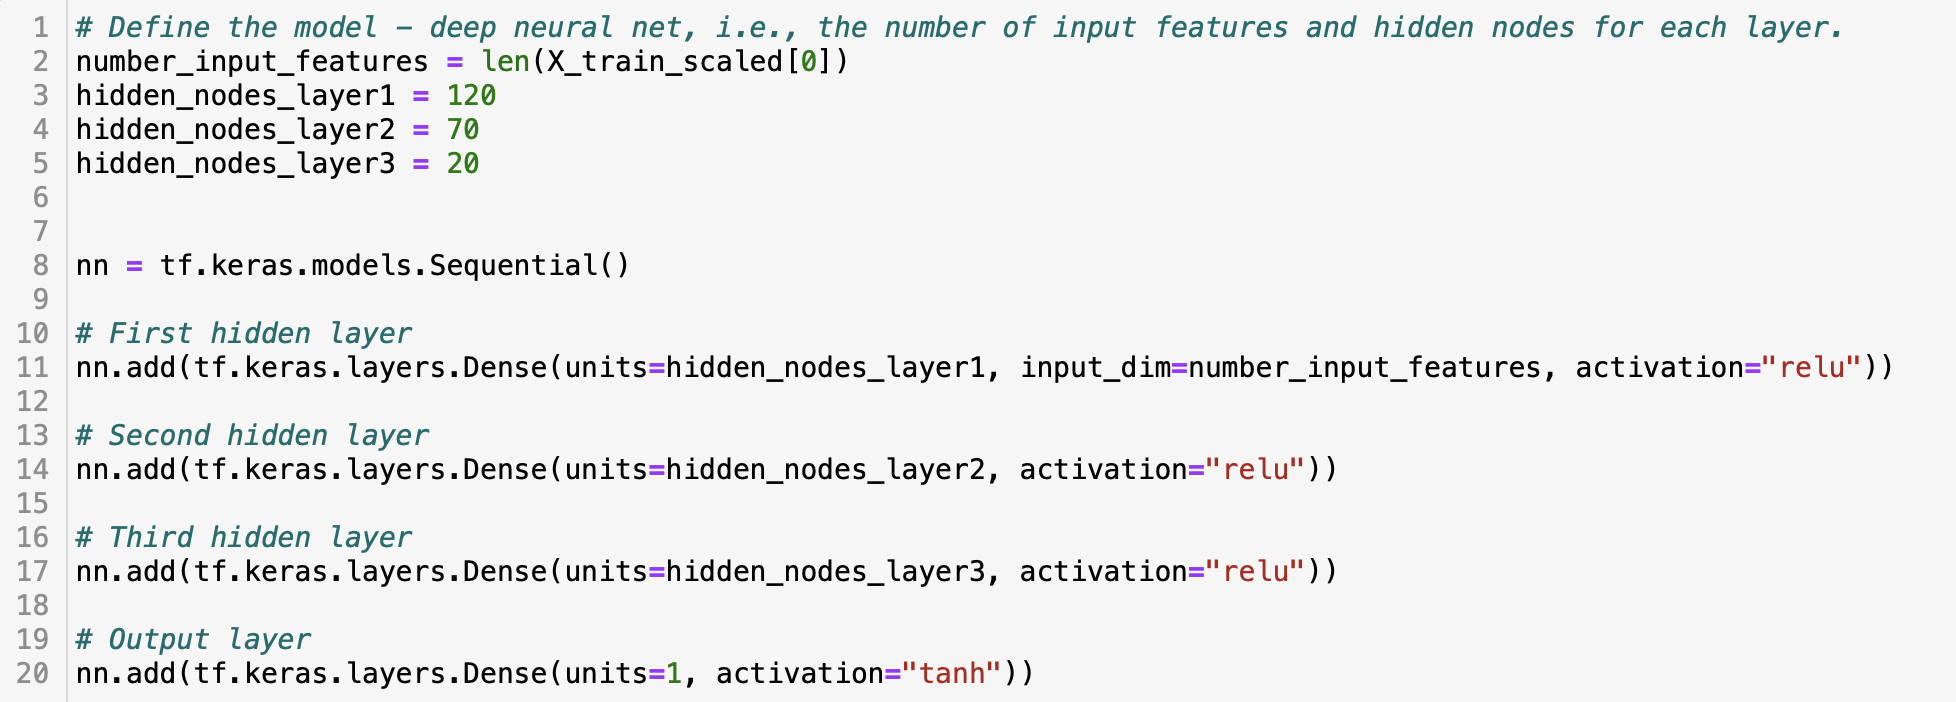 1 # Define the model – deep neural net, i.e., the number of input features and hidden nodes for each layer.
2 number_input_features = len(X_train_scaled[0])
3 hidden_nodes_layer1 = 120
4 hidden_nodes_layer2 = 70
5 hidden_nodes_layer3 = 20
6
7
8 nn = tf.keras.models.Sequential()
9
10 # First hidden layer
11 nn.add(tf.keras.layers.Dense(units=hidden_nodes_layer1, input_dim=number_input_features, activation="relu"))
12
13 # Second hidden layer
14 nn.add(tf.keras.layers.Dense(units=hidden_nodes_layer2, activation="relu"))
15
16 # Third hidden layer
17 nn.add(tf.keras.layers.Dense(units=hidden_nodes_layer3, activation="relu"))
18
19 # Output layer
20 nn.add(tf.keras.layers.Dense(units=1, activation="tanh"))